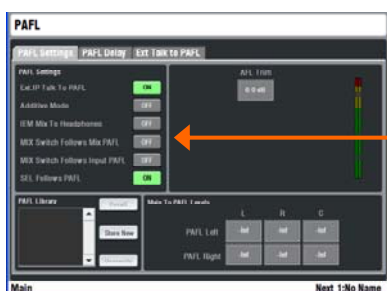 PAFL
PAFL Settings PAFL Delay Ext Talk to PAFL
PAFL Settings
Ext.IP Talk To PAFL ON
Additive Mode OFF
IEM Mix To Headphones OFF
MIX Switch Follows Mix PAFL OFF
MIX Switch Follows Input PAFL OFF
SEL Follows PAFL ON
AFL Trim
0.0 dB
PAFL Library
Recall
Store New
Main To PAFL Levels
L R C
PAFL Left -Inf -Inf -Inf
PAFL Right -Inf -Inf -Inf
Main Next 1:No Name